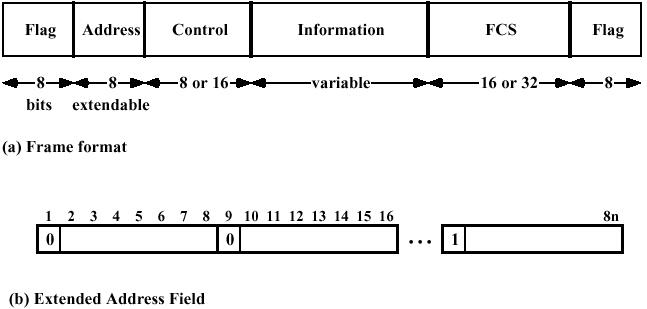 Flag Address Control Information FCS Flag
8 8 8 or 16 variable 16 or 32 8
bits extendable
(a) Frame format
1 2 3 4 5 6 7 8 9 10 11 12 13 14 15 16 8n
0 0 ... 1
(b) Extended Address Field